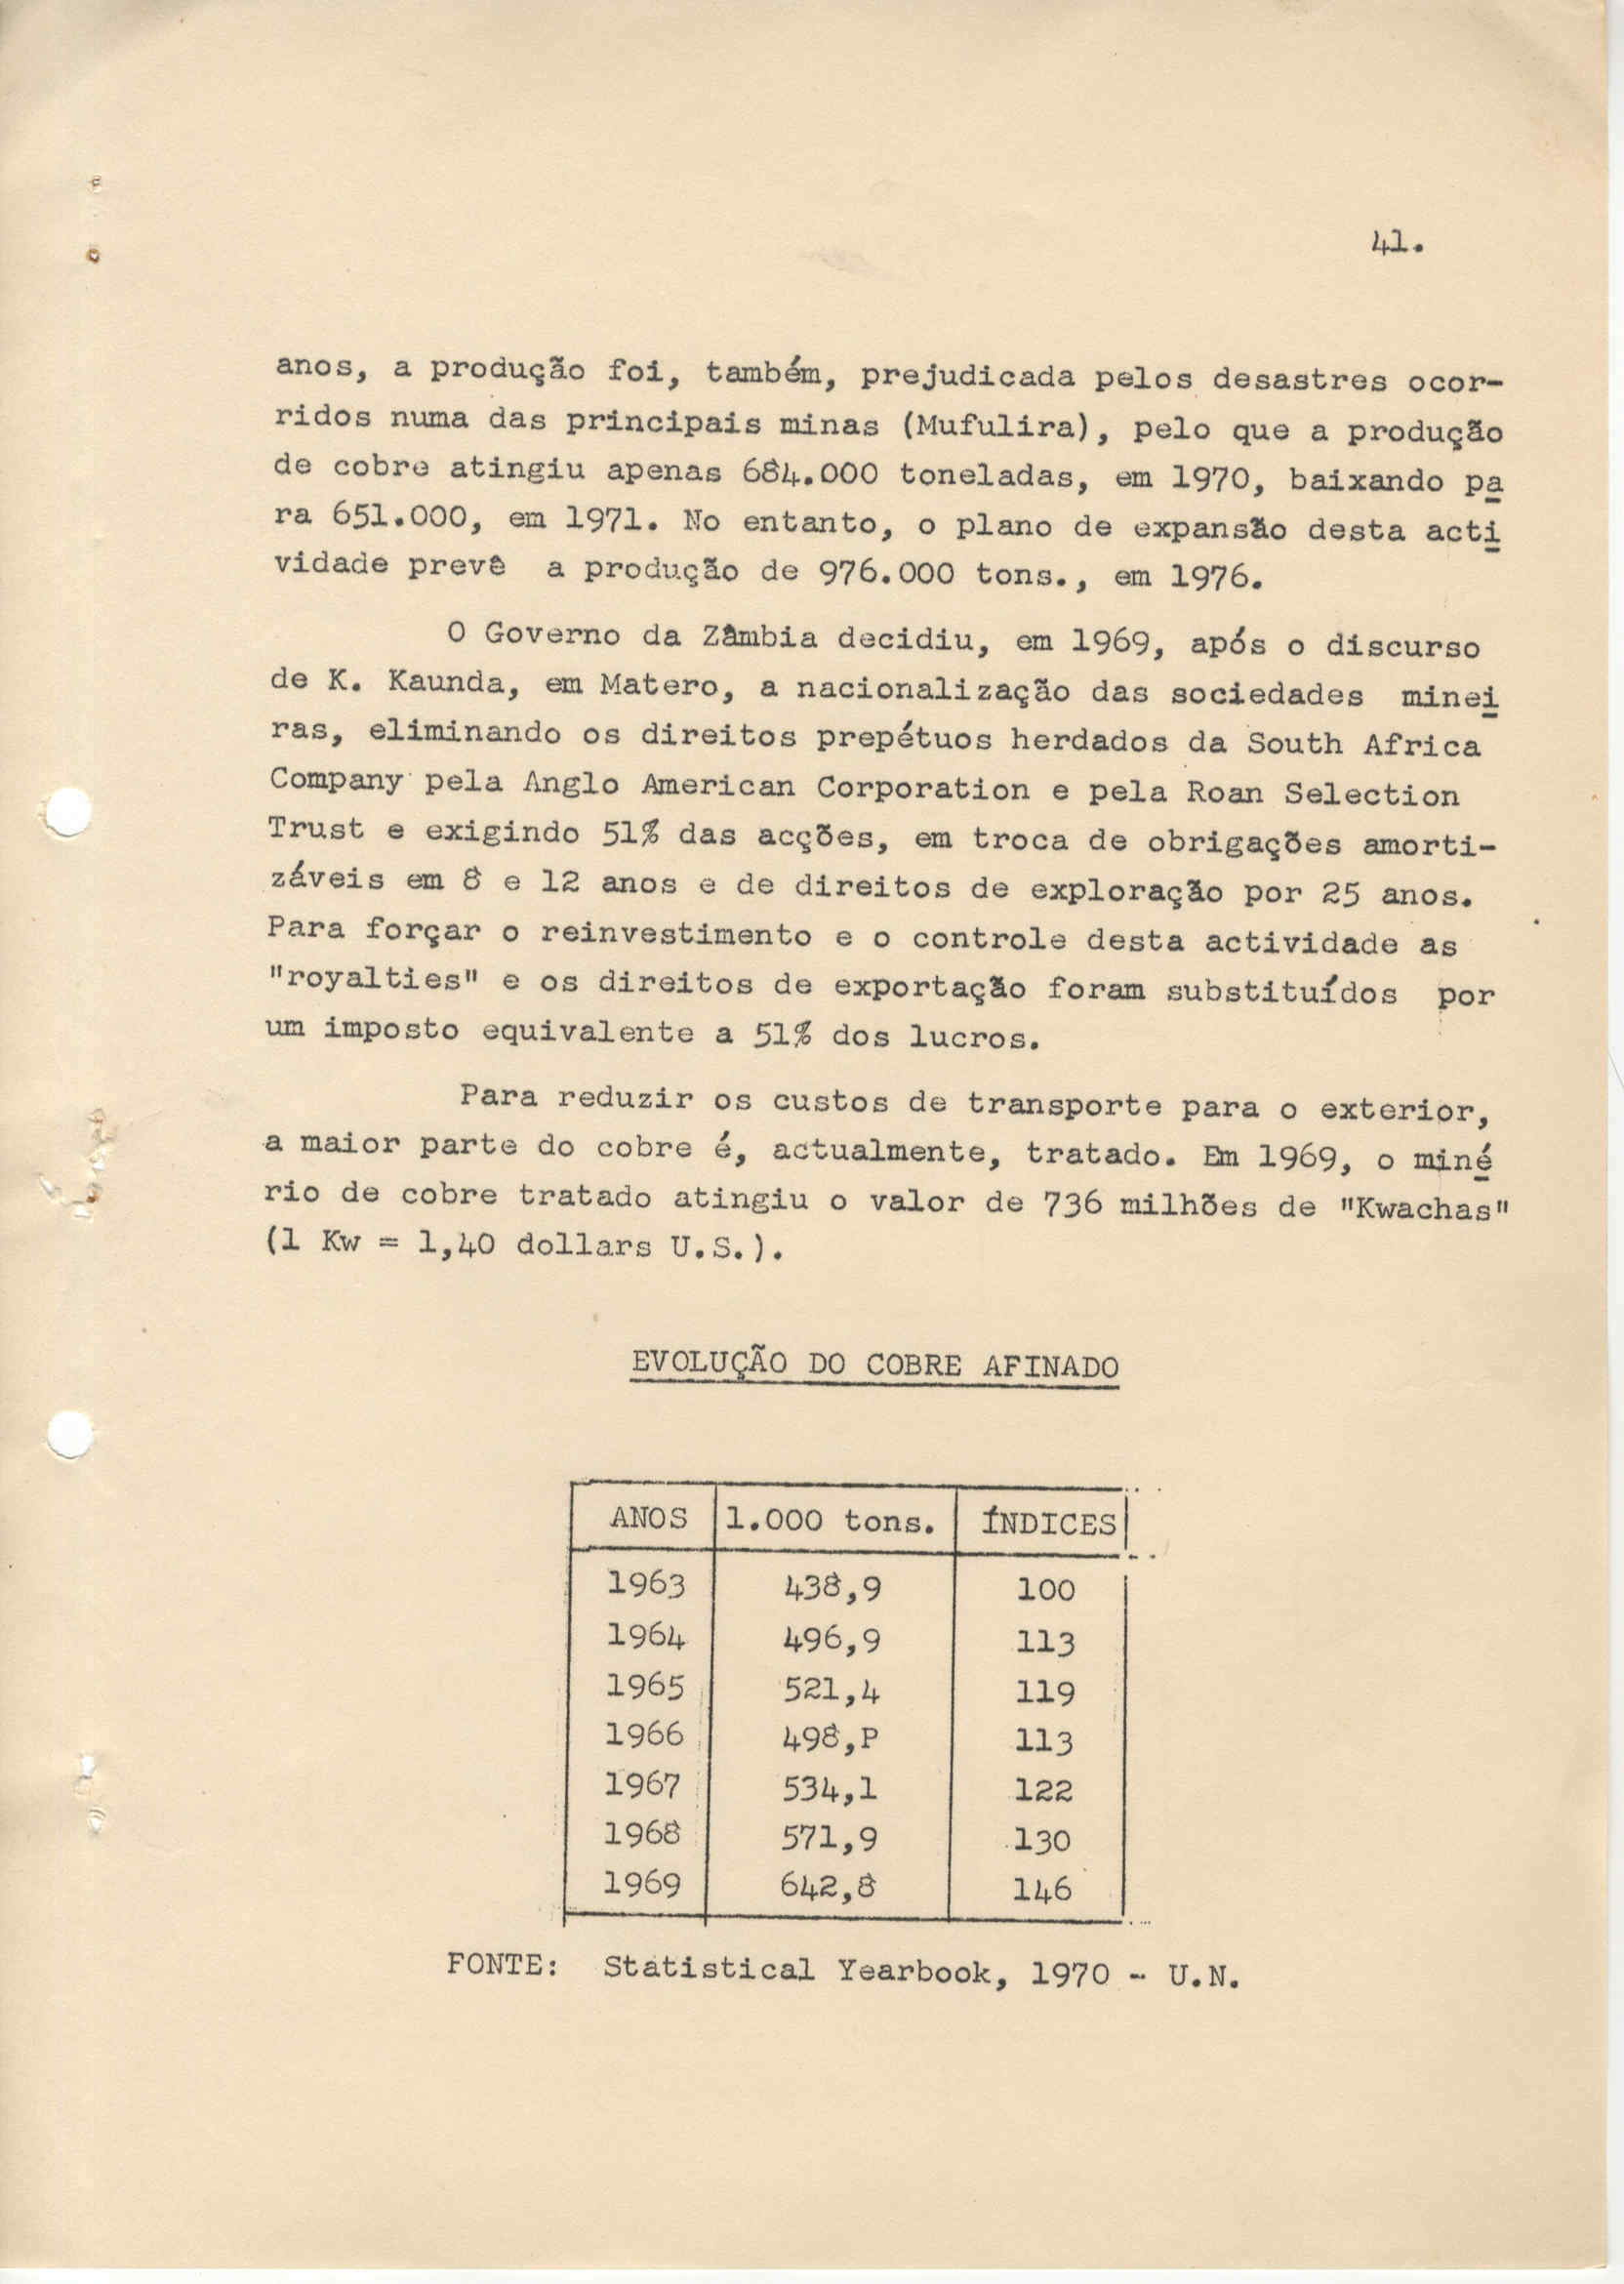 41.
anos, a produção foi, também, prejudicada pelos desastres ocor-
ridos numa das principais minas (Mufulira), pelo que a produção
de cobre atingiu apenas 684.000 toneladas, em 1970, baixando pa
ra 651.000, em 1971. No entanto, o plano de expansão desta acti
vidade prevê a produção de 976.000 tons., em 1976.
O Governo da Zâmbia decidiu, em 1969, após o discurso
de K. Kaunda, em Matero, a nacionalização das sociedades minei
ras, eliminando os direitos prepétuos herdados da South Africa
Company pela Anglo American Corporation e pela Roan Selection
Trust e exigindo 51% das acções, em troca de obrigações amorti-
záveis em 8 e 12 anos e de direitos de exploração por 25 anos.
Para forçar o reinvestimento e o controle desta actividade as
"royalties" e os direitos de exportação foram substituídos por
um imposto equivalente a 51% dos lucros.
Para reduzir os custos de transporte para o exterior,
a maior parte do cobre é, actualmente, tratado. Em 1969, o miné
rio de cobre tratado atingiu o valor de 736 milhões de "Kwachas"
(1 Kw = 1,40 dollars U.S.).
EVOLUÇÃO DO COBRE AFINADO
ANOS 1.000 tons. ÍNDICES
1963 438,9 100
1964 496,9 113
1965 521,4 119
1966 498,P 113
1967 534,1 122
1968 571,9 130
1969 642,8 146
FONTE: Statistical Yearbook, 1970 - U.N.